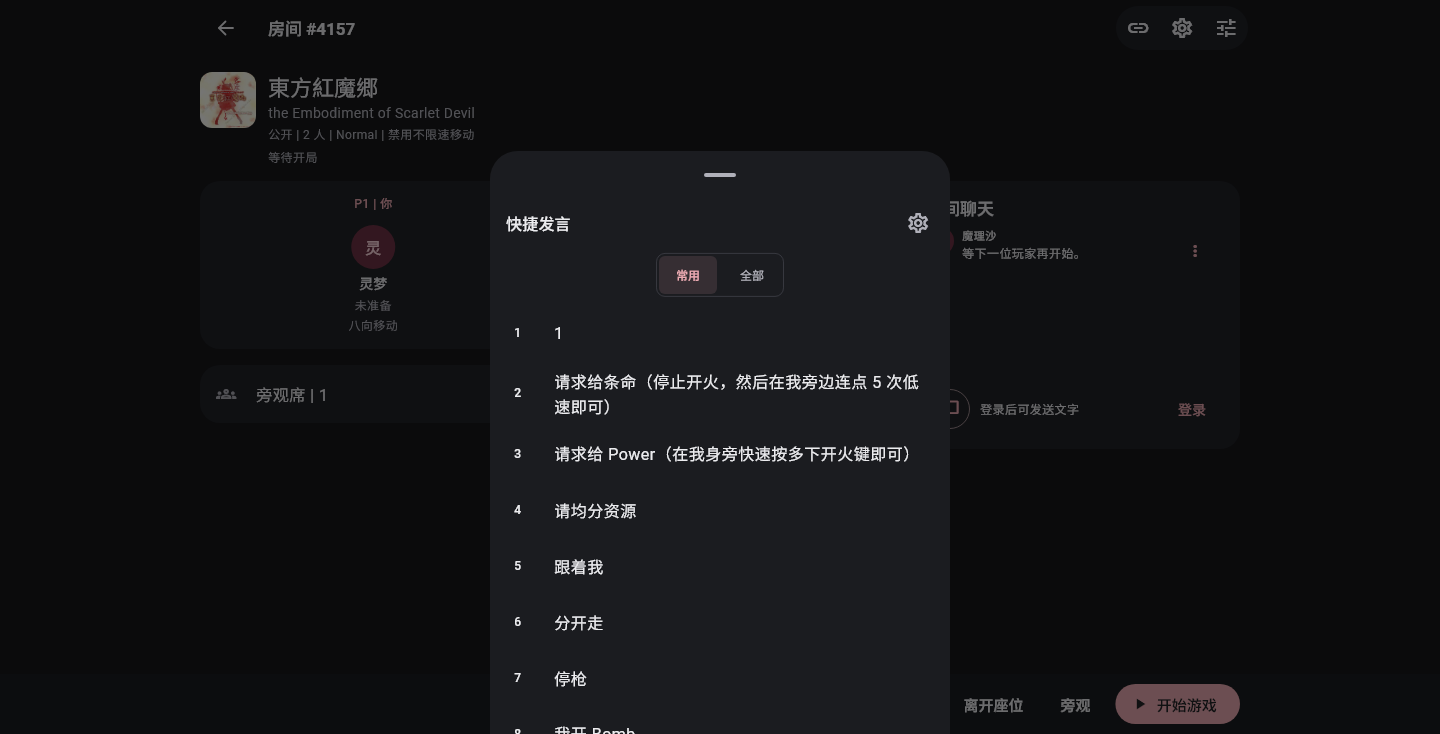 房间 #4157
東方紅魔郷
the Embodiment of Scarlet Devil
公开 | 2 人 | Normal | 禁用不限速移动
等待开局
P1 | 你
灵
灵梦
未准备
八向移动
旁观席 | 1
快捷发言
常用
全部
1 1
2 请求给条命（停止开火，然后在我旁边连点 5 次低
速即可）
3 请求给 Power（在我身旁快速按多下开火键即可）
4 请均分资源
5 跟着我
6 分开走
7 停枪
8 我开 Bomb
间聊天
魔理沙
等下一位玩家再开始。
登录后可发送文字
登录
离开座位
旁观
开始游戏